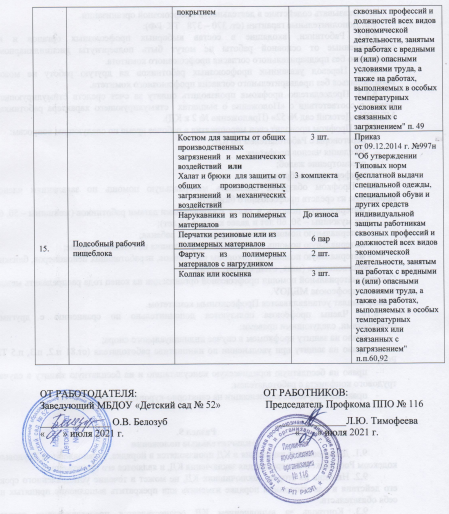 покрытием
сквозных профессий и
должностей всех видов
экономической
деятельности, занятым
на работах с вредными
и (или) опасными
условиями труда, а
также на работах,
выполняемых в особых
температурных
условиях или
связанных с
загрязнением" п. 49
15.
Подсобный рабочий
пищеблока
Костюм для защиты от общих
производственных
загрязнений и механических
воздействий или
3 шт.
Халат и брюки для защиты от
общих производственных
загрязнений и механических
воздействий
3 комплекта
Нарукавники из полимерных
материалов
До износа
Перчатки резиновые или из
полимерных материалов
6 пар
Фартук из полимерных
материалов с нагрудником
2 шт.
Колпак или косынка
3 шт.
Приказ
от 09.12.2014 г. №997н
"Об утверждении
Типовых норм
бесплатной выдачи
специальной одежды,
специальной обуви и
других средств
индивидуальной
защиты работникам
сквозных профессий и
должностей всех видов
экономической
деятельности, занятым
на работах с вредными
и (или) опасными
условиями труда, а
также на работах,
выполняемых в особых
температурных
условиях или
связанных с
загрязнением"
п.п.60,92
ОТ РАБОТОДАТЕЛЯ:
Заведующий МБДОУ «Детский сад № 52»
О.В. Белозуб
« 01 » июля 2021 г.
ОТ РАБОТНИКОВ:
Председатель Профкома ППО № 116
Л.Ю. Тимофеева
« 01 » июля 2021 г.
Первичная
профсоюзная
организация
№ 116